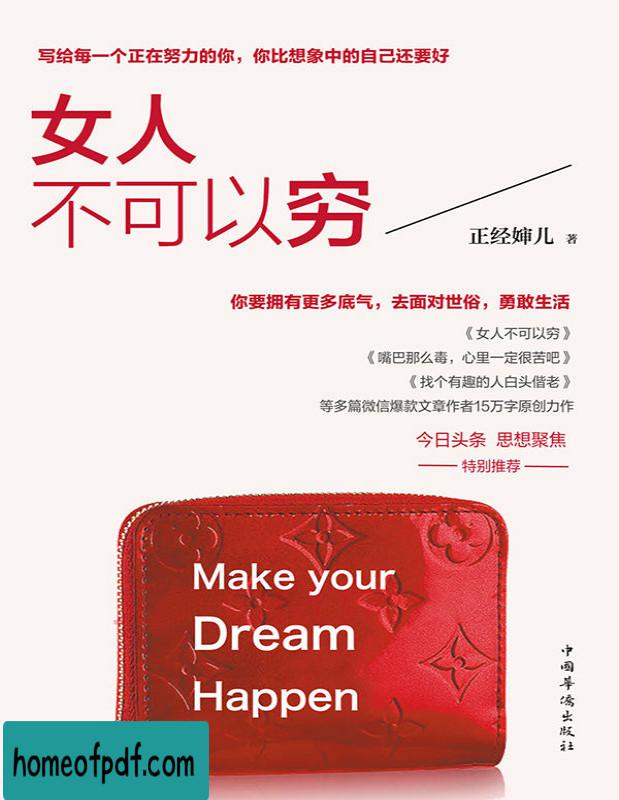 写给每一个正在努力的你，你比想象中的自己还要好
女人
不可以穷
正经婶儿 著
你要拥有更多底气，去面对世俗，勇敢生活
《女人不可以穷》
《嘴巴那么毒，心里一定很苦吧》
《找个有趣的人白头偕老》
等多篇微信爆款文章作者15万字原创力作
今日头条 思想聚焦
特别推荐
Make your
Dream
Happen
中国华侨出版社
homeofpdf.com